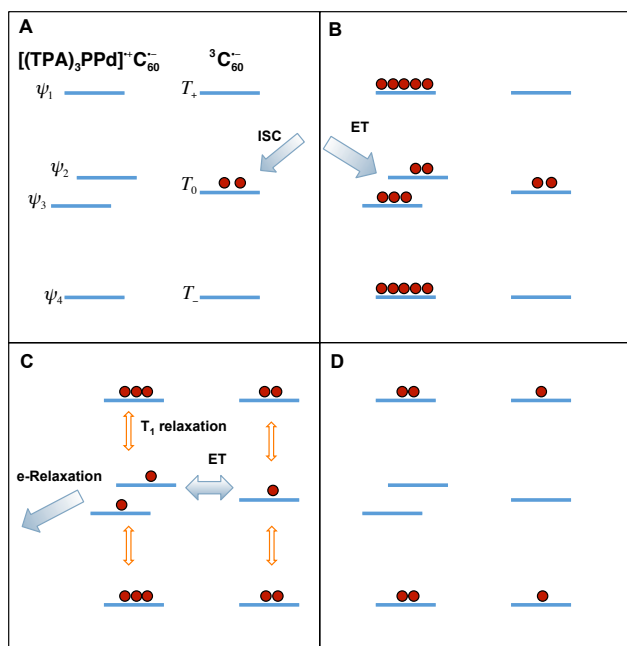 A
[(TPA)₃PPd]•⁺C₆₀•⁻ ³C₆₀•⁻
ψ₁ T₊
ISC
ψ₂ T₀
ψ₃
ψ₄ T₋
B
ET
C
T₁ relaxation
ET
e-Relaxation
D